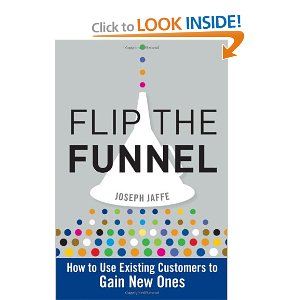 Click to LOOK INSIDE!
FLIP THE
FUNNEL
JOSEPH JAFFE
How to Use Existing Customers to
Gain New Ones